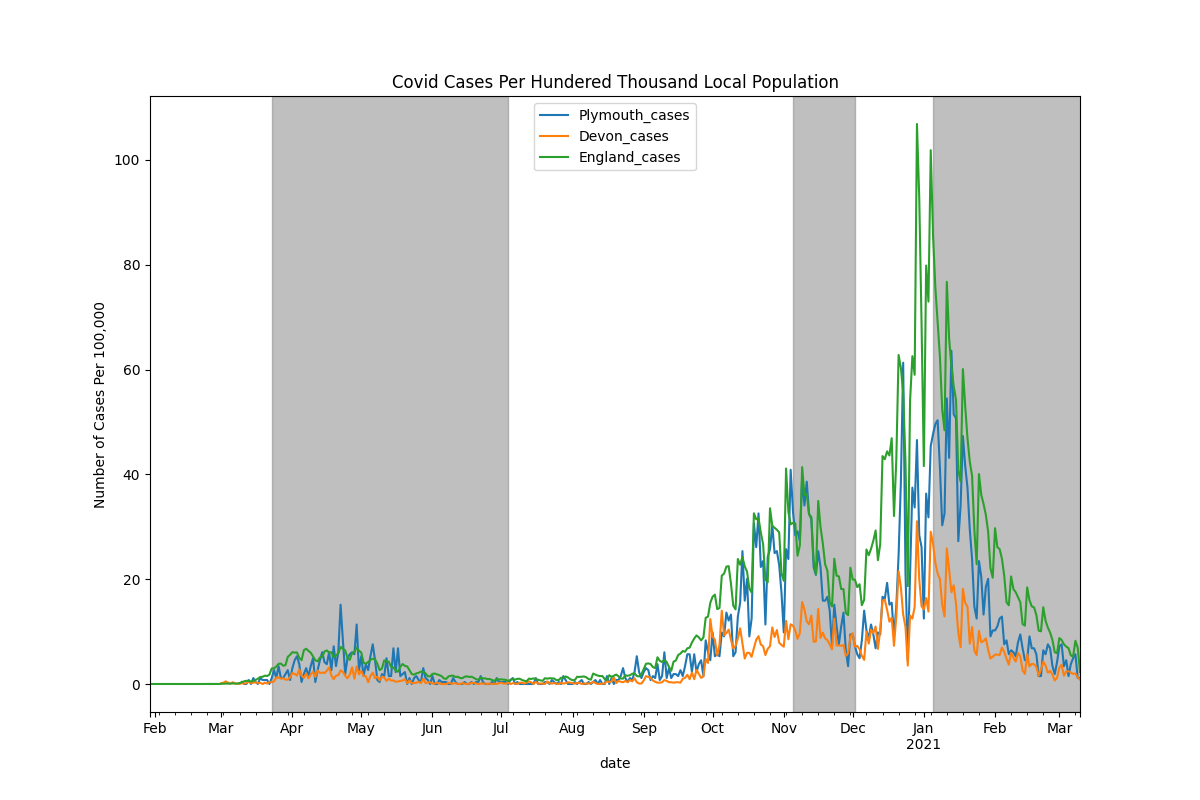 Covid Cases Per Hundered Thousand Local Population
Plymouth_cases
Devon_cases
England_cases
Number of Cases Per 100,000
100
80
60
40
20
0
Feb Mar Apr May Jun Jul Aug Sep Oct Nov Dec Jan Feb Mar
2021
date